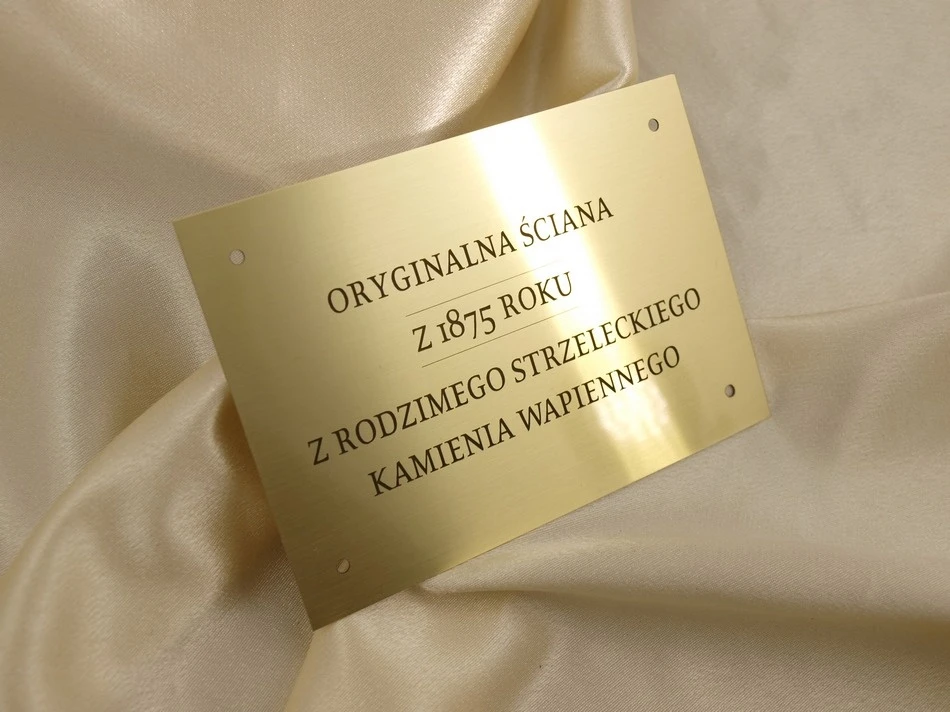 ORYGINALNA ŚCIANA
Z 1875 ROKU
Z RODZIMEGO STRZELECKIEGO
KAMIENIA WAPIENNEGO